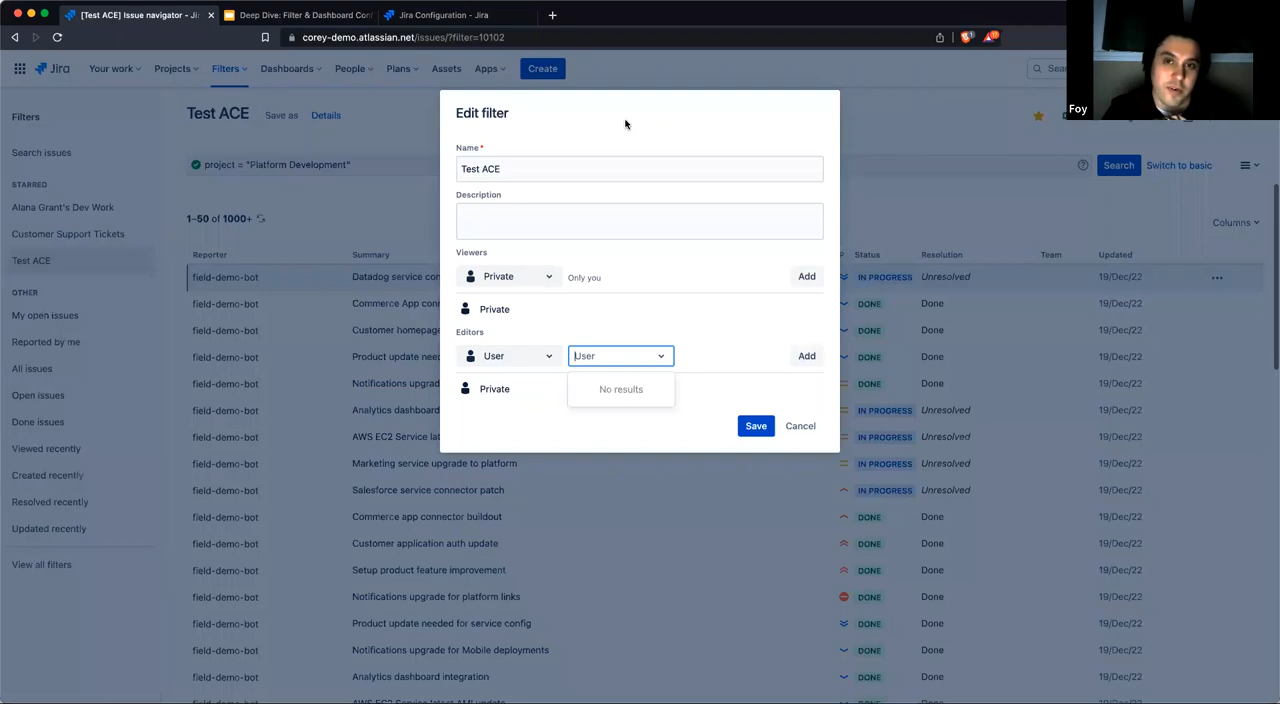 [Test ACE] Issue navigator - Ji
Deep Dive: Filter & Dashboard Con
Jira Configuration - Jira
corey-demo.atlassian.net/issues/?filter=10102
Jira
Your work
Projects
Filters
Dashboards
People
Plans
Assets
Apps
Create
Sear
Foy
Filters
Search issues
STARRED
Alana Grant's Dev Work
Customer Support Tickets
Test ACE
OTHER
My open issues
Reported by me
All issues
Open issues
Done issues
Viewed recently
Created recently
Resolved recently
Updated recently
View all filters
Test ACE
Save as
Details
project = "Platform Development"
Search
Switch to basic
1–50 of 1000+
Columns
Reporter Summary P Status Resolution Team Updated
field-demo-bot Datadog service con IN PROGRESS Unresolved 19/Dec/22
field-demo-bot Commerce App conn DONE Done 19/Dec/22
field-demo-bot Customer homepag DONE Done 19/Dec/22
field-demo-bot Product update need DONE Done 19/Dec/22
field-demo-bot Notifications upgrad DONE Done 19/Dec/22
field-demo-bot Analytics dashboard IN PROGRESS Unresolved 19/Dec/22
field-demo-bot AWS EC2 Service lat IN PROGRESS Unresolved 19/Dec/22
field-demo-bot Marketing service upgrade to platform IN PROGRESS Unresolved 19/Dec/22
field-demo-bot Salesforce service connector patch IN PROGRESS Unresolved 19/Dec/22
field-demo-bot Commerce app connector buildout DONE Done 19/Dec/22
field-demo-bot Customer application auth update DONE Done 19/Dec/22
field-demo-bot Setup product feature improvement DONE Done 19/Dec/22
field-demo-bot Notifications upgrade for platform links DONE Done 19/Dec/22
field-demo-bot Product update needed for service config DONE Done 19/Dec/22
field-demo-bot Notifications upgrade for Mobile deployments DONE Done 19/Dec/22
field-demo-bot Analytics dashboard integration DONE Done 19/Dec/22
Edit filter
Name*
Test ACE
Description
Viewers
Private Only you Add
Private
Editors
User User Add
No results
Private
Save Cancel